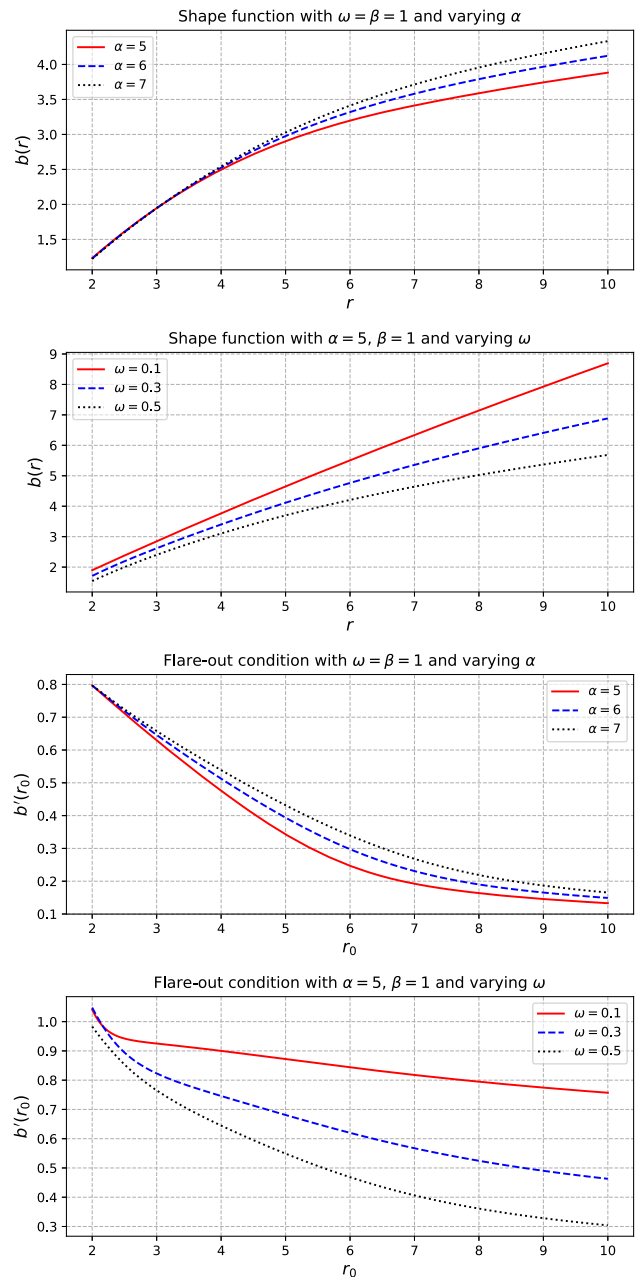 Shape function with ω = β = 1 and varying α
α = 5
α = 6
α = 7
4.0
3.5
3.0
2.5
2.0
1.5
b(r)
2 3 4 5 6 7 8 9 10
r
Shape function with α = 5, β = 1 and varying ω
ω = 0.1
ω = 0.3
ω = 0.5
9
8
7
6
5
4
3
2
b(r)
2 3 4 5 6 7 8 9 10
r
Flare-out condition with ω = β = 1 and varying α
α = 5
α = 6
α = 7
0.8
0.7
0.6
0.5
0.4
0.3
0.2
0.1
b′(r₀)
2 3 4 5 6 7 8 9 10
r₀
Flare-out condition with α = 5, β = 1 and varying ω
ω = 0.1
ω = 0.3
ω = 0.5
1.0
0.9
0.8
0.7
0.6
0.5
0.4
0.3
b′(r₀)
2 3 4 5 6 7 8 9 10
r₀